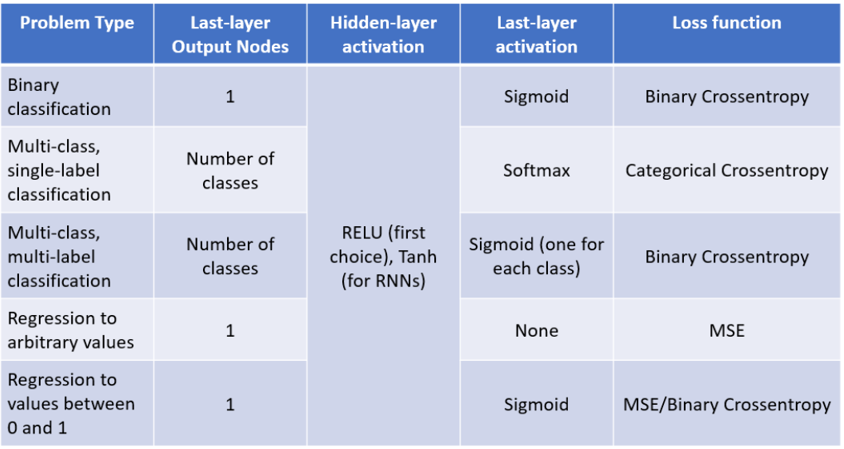 Problem Type
Last-layer
Output Nodes
Hidden-layer
activation
Last-layer
activation
Loss function
Binary
classification
1
Sigmoid
Binary Crossentropy
Multi-class,
single-label
classification
Number of
classes
Softmax
Categorical Crossentropy
Multi-class,
multi-label
classification
Number of
classes
RELU (first
choice), Tanh
(for RNNs)
Sigmoid (one for
each class)
Binary Crossentropy
Regression to
arbitrary values
1
None
MSE
Regression to
values between
0 and 1
1
Sigmoid
MSE/Binary Crossentropy